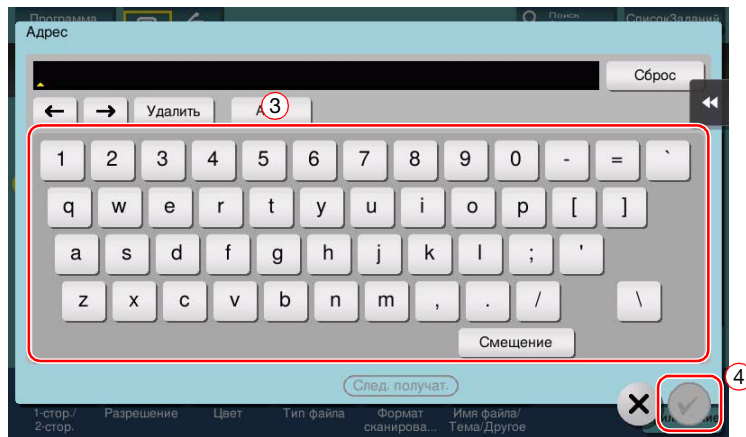 Программа
Поиск
СписокЗаданий
Адрес
Сброс
← → Удалить
3
1 2 3 4 5 6 7 8 9 0 - = `
q w e r t y u i o p [ ]
a s d f g h j k l ; '
z x c v b n m , . / \
Смещение
След. получат.
4
1-стор./
2-стор.
Разрешение
Цвет
Тип файла
Формат
сканирова...
Имя файла/
Тема/Другое